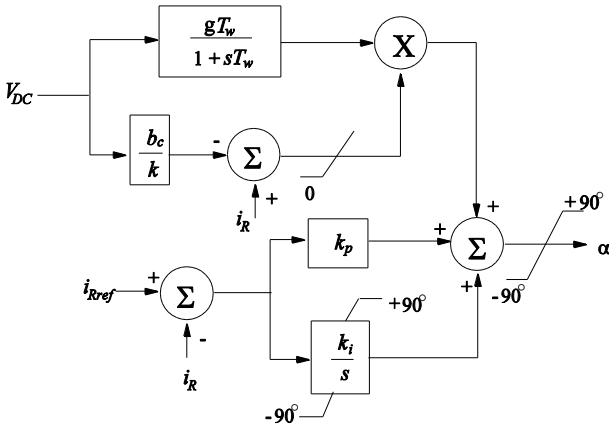 gT_w
1 + sT_w
X
V_DC
b_c
k
-
Σ
+
i_R
0
k_p
+
+
+
Σ
+90°
-90°
α
i_Rref
+
Σ
-
i_R
k_i
s
+90°
-90°